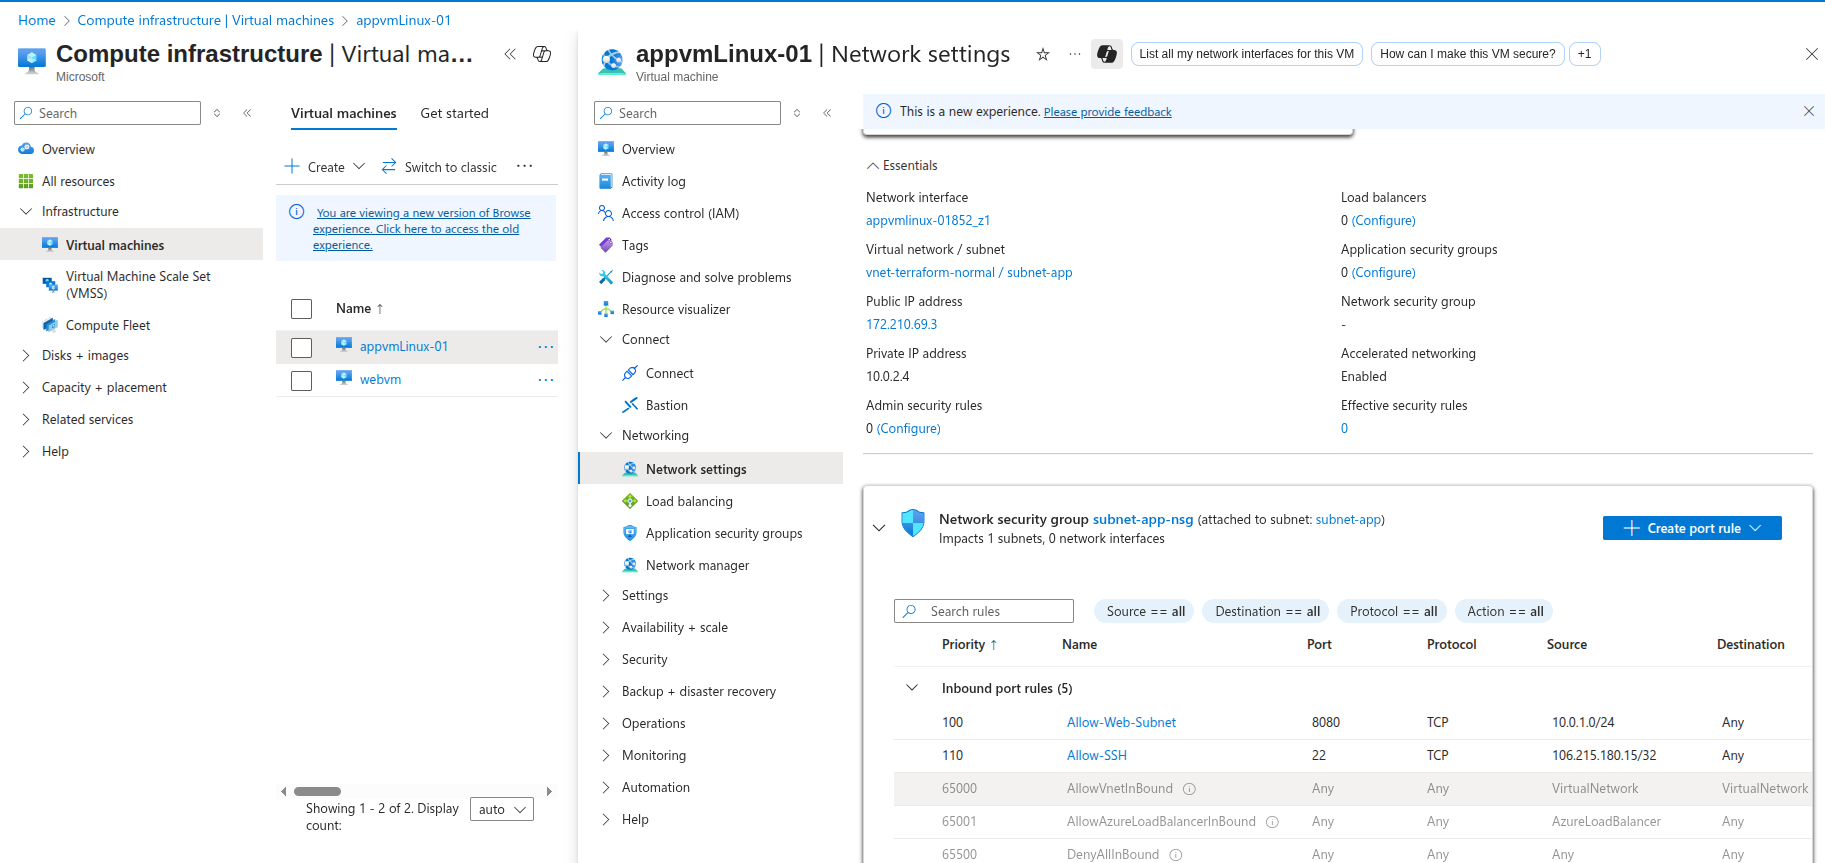 Home > Compute infrastructure | Virtual machines > appvmLinux-01
Compute infrastructure | Virtual ma...
Microsoft
Search
Overview
All resources
Infrastructure
Virtual machines
Virtual Machine Scale Set
(VMSS)
Compute Fleet
Disks + images
Capacity + placement
Related services
Help
Virtual machines Get started
Create Switch to classic ...
You are viewing a new version of Browse
experience. Click here to access the old
experience.
Name ↑
appvmLinux-01 ...
webvm ...
Showing 1 - 2 of 2. Display
count:
auto
appvmLinux-01 | Network settings
Virtual machine
... List all my network interfaces for this VM How can I make this VM secure? +1
Search
Overview
Activity log
Access control (IAM)
Tags
Diagnose and solve problems
Resource visualizer
Connect
Connect
Bastion
Networking
Network settings
Load balancing
Application security groups
Network manager
Settings
Availability + scale
Security
Backup + disaster recovery
Operations
Monitoring
Automation
Help
This is a new experience. Please provide feedback
Essentials
Network interface
appvmlinux-01852_z1
Virtual network / subnet
vnet-terraform-normal / subnet-app
Public IP address
172.210.69.3
Private IP address
10.0.2.4
Admin security rules
0 (Configure)
Load balancers
0 (Configure)
Application security groups
0 (Configure)
Network security group
-
Accelerated networking
Enabled
Effective security rules
0
Network security group subnet-app-nsg (attached to subnet: subnet-app)
Impacts 1 subnets, 0 network interfaces
Create port rule
Search rules Source == all Destination == all Protocol == all Action == all
Priority ↑ Name Port Protocol Source Destination
Inbound port rules (5)
100 Allow-Web-Subnet 8080 TCP 10.0.1.0/24 Any
110 Allow-SSH 22 TCP 106.215.180.15/32 Any
65000 AllowVnetInBound Any Any VirtualNetwork VirtualNetwork
65001 AllowAzureLoadBalancerInBound Any Any AzureLoadBalancer Any
65500 DenyAllInBound Any Any Any Any